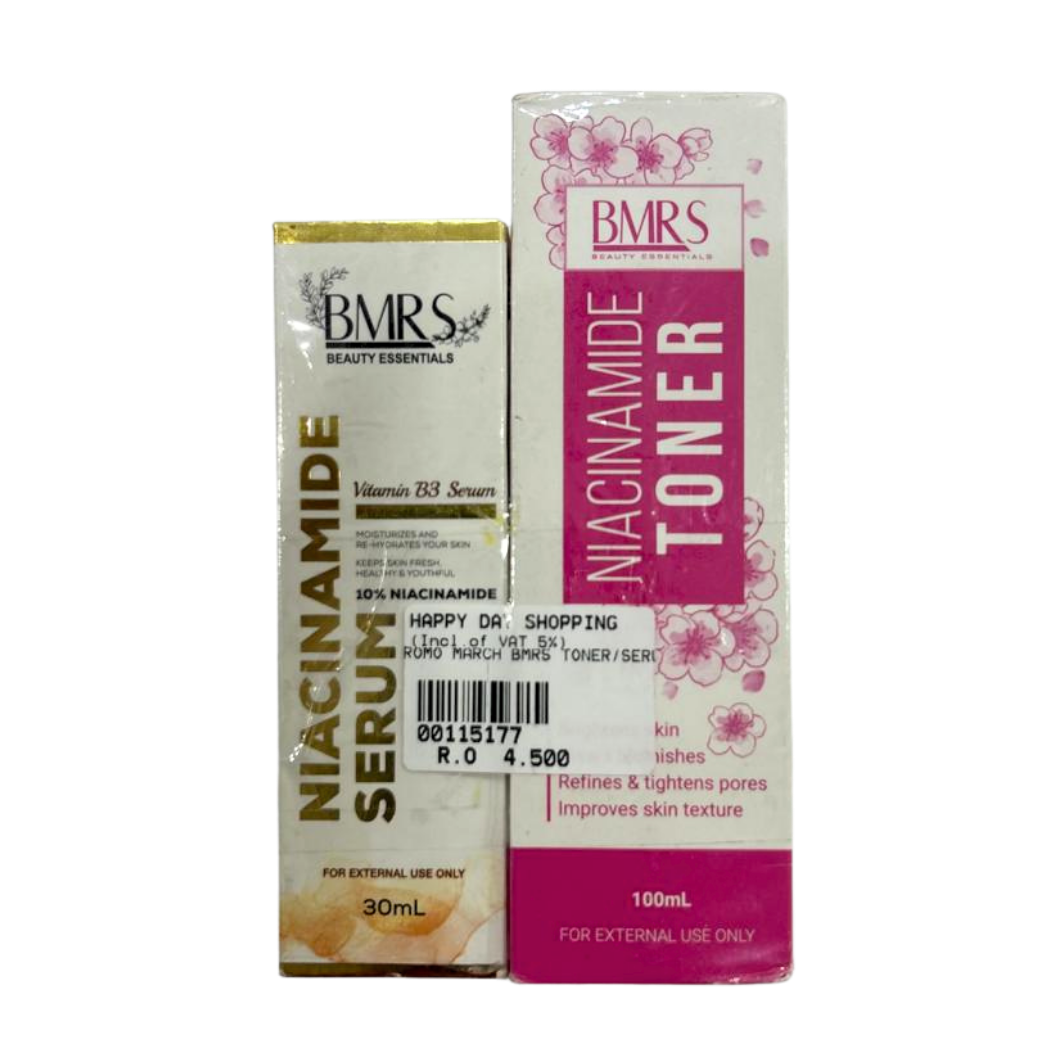 BMRS
BEAUTY ESSENTIALS
NIACINAMIDE
SERUM
Vitamin B3 Serum
MOISTURIZES AND
RE-HYDRATES YOUR SKIN
KEEPS SKIN FRESH,
HEALTHY & YOUTHFUL
10% NIACINAMIDE
FOR EXTERNAL USE ONLY
30mL
HAPPY DAY SHOPPING
(Incl.of VAT 5%)
ROMO MARCH BMRS TONER/SER
00115177
R.O 4.500
BMRS
BEAUTY ESSENTIALS
NIACINAMIDE
TONER
skin
Refines & tightens pores
Improves skin texture
100mL
FOR EXTERNAL USE ONLY